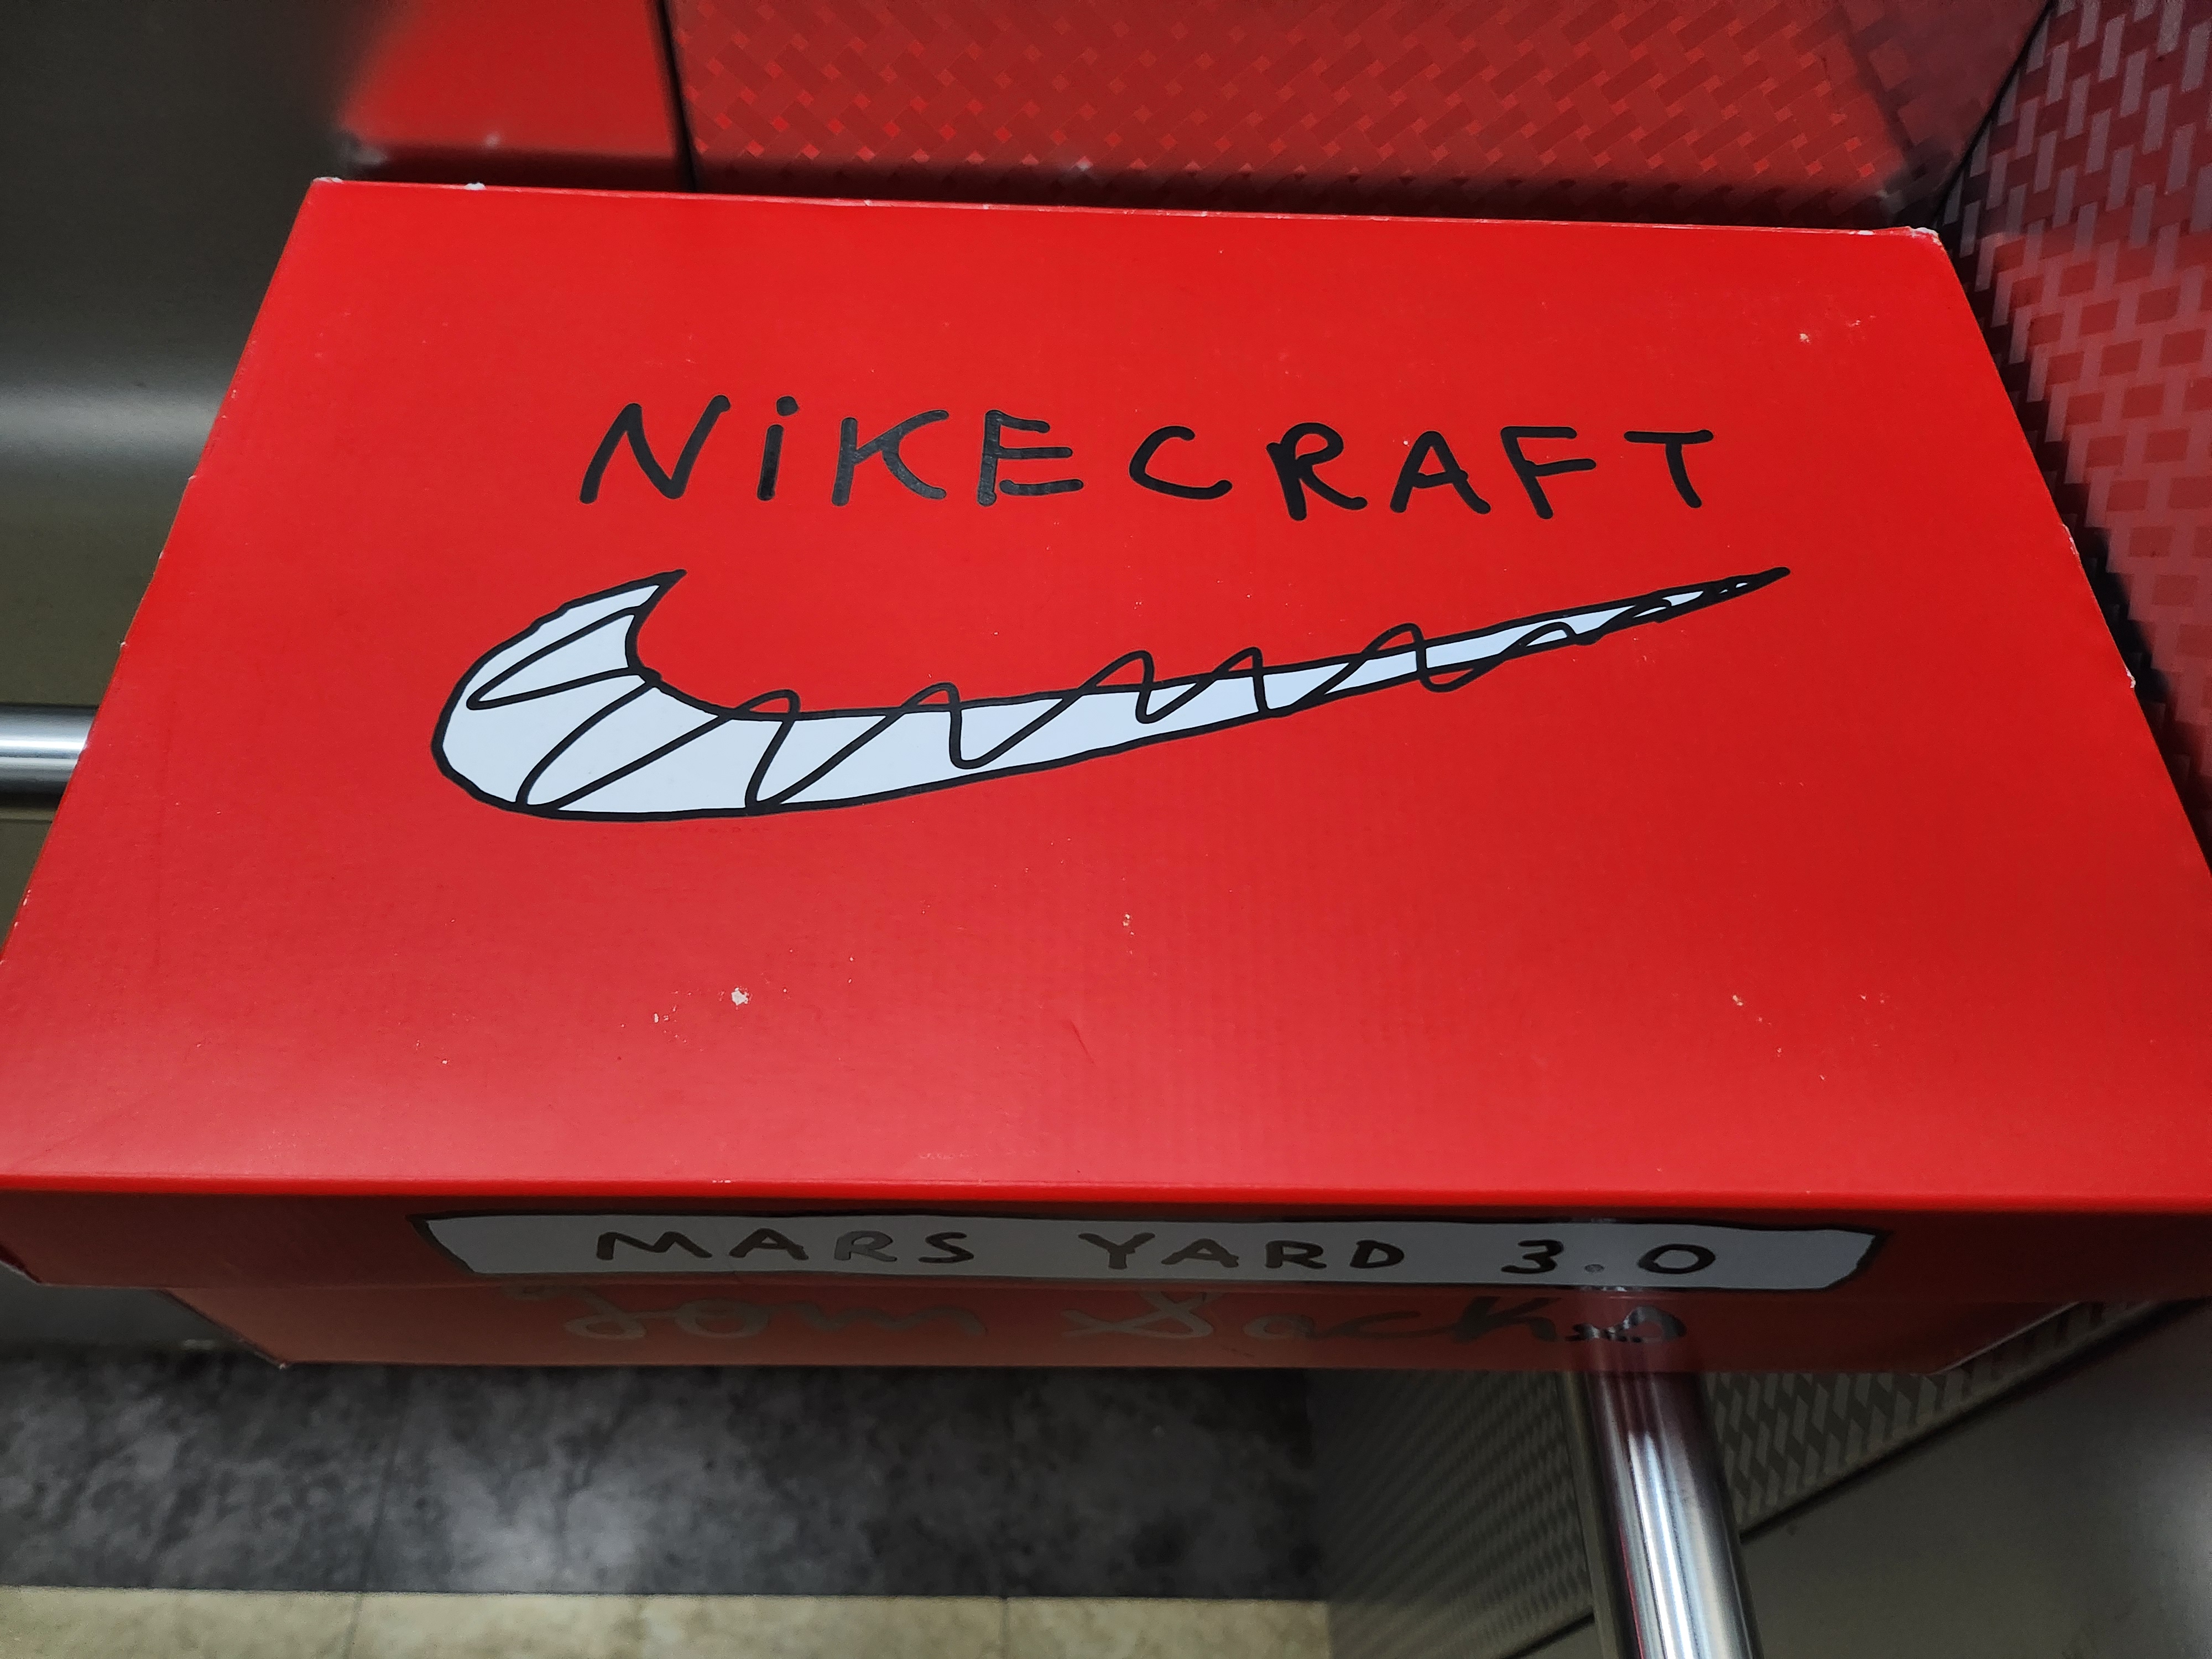 NiKECRAFT
MARS YARD 3.0
Tom Sachs